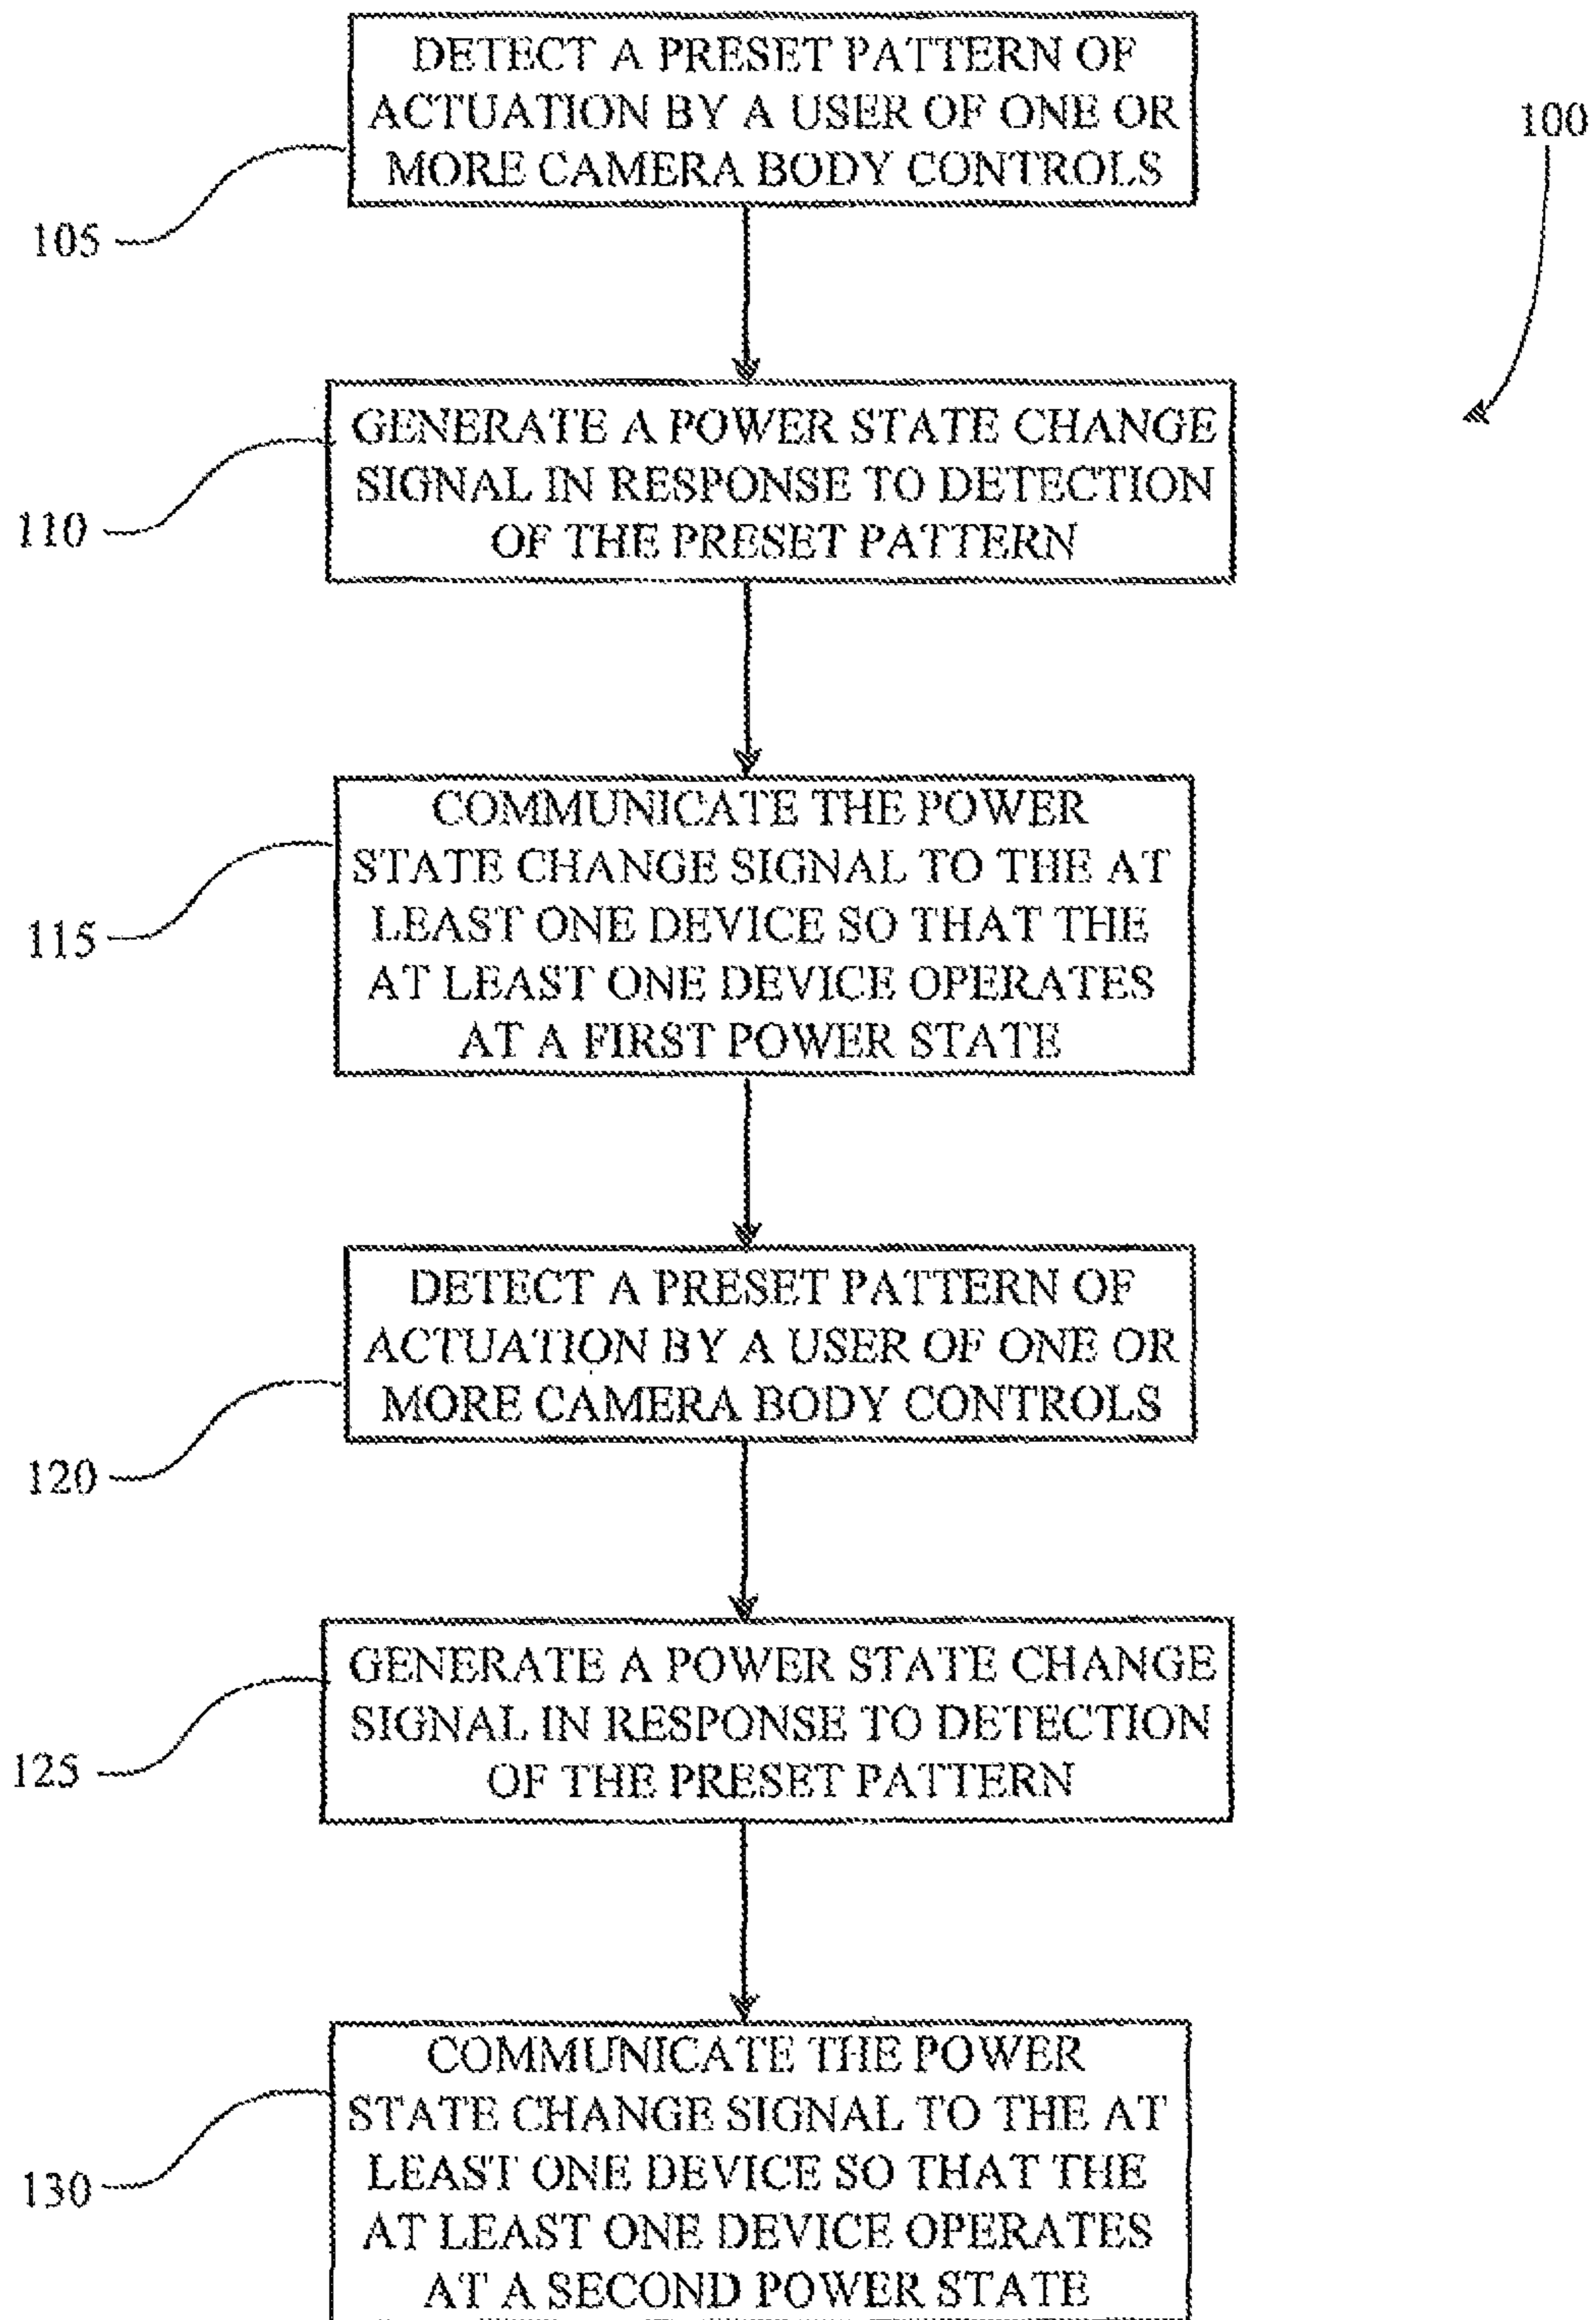 DETECT A PRESET PATTERN OF
ACTUATION BY A USER OF ONE OR
MORE CAMERA BODY CONTROLS
100
105
GENERATE A POWER STATE CHANGE
SIGNAL IN RESPONSE TO DETECTION
OF THE PRESET PATTERN
110
COMMUNICATE THE POWER
STATE CHANGE SIGNAL TO THE AT
LEAST ONE DEVICE SO THAT THE
AT LEAST ONE DEVICE OPERATES
AT A FIRST POWER STATE
115
DETECT A PRESET PATTERN OF
ACTUATION BY A USER OF ONE OR
MORE CAMERA BODY CONTROLS
120
GENERATE A POWER STATE CHANGE
SIGNAL IN RESPONSE TO DETECTION
OF THE PRESET PATTERN
125
COMMUNICATE THE POWER
STATE CHANGE SIGNAL TO THE AT
LEAST ONE DEVICE SO THAT THE
AT LEAST ONE DEVICE OPERATES
AT A SECOND POWER STATE
130